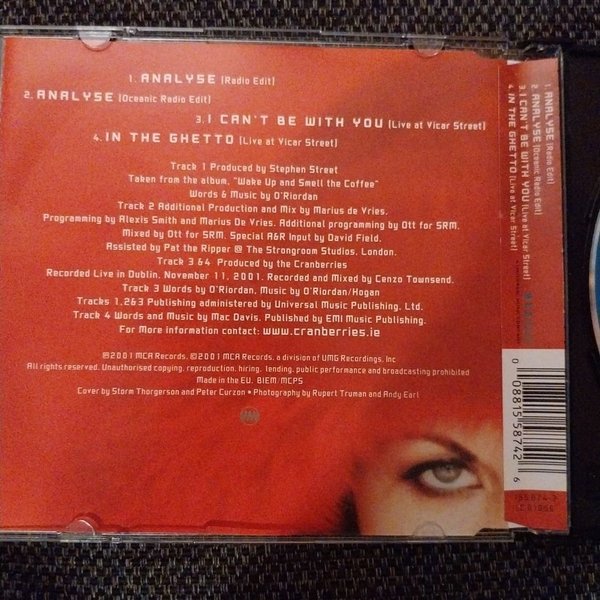 1. ANALYSE (Radio Edit)
2. ANALYSE (Oceanic Radio Edit)
3. I CAN'T BE WITH YOU (Live at Vicar Street)
4. IN THE GHETTO (Live at Vicar Street)
Track 1 Produced by Stephen Street
Taken from the album, "Wake Up and Smell the Coffee"
Words & Music by O'Riordan
Track 2 Additional Production and Mix by Marius de Vries.
Programming by Alexis Smith and Marius De Vries. Additional programming by Ott for SRM.
Mixed by Ott for SRM. Special A&R Input by David Field.
Assisted by Pat the Ripper @ The Strongroom Studios. London.
Track 3 &4 Produced by the Cranberries
Recorded Live in Dublin. November 11, 2001. Recorded and Mixed by Cenzo Townsend.
Track 3 Words by O'Riordan. Music by O'Riordan/Hogan
Tracks 1,2&3 Publishing administered by Universal Music Publishing, Ltd.
Track 4 Words and Music by Mac Davis. Published by EMI Music Publishing.
For More information contact: www.cranberries.ie
℗2001 MCA Records, ©2001 MCA Records, a division of UMG Recordings, Inc
All rights reserved. Unauthorised copying, reproduction, hiring, lending, public performance and broadcasting prohibited
Made in the EU. BIEM/MCPS
Cover by Storm Thorgerson and Peter Curzon • Photography by Rupert Truman and Andy Earl
1. ANALYSE (Radio Edit)
2. ANALYSE (Oceanic Radio Edit)
3. I CAN'T BE WITH YOU (Live at Vicar Street)
4. IN THE GHETTO (Live at Vicar Street)
0 08815 58742 6